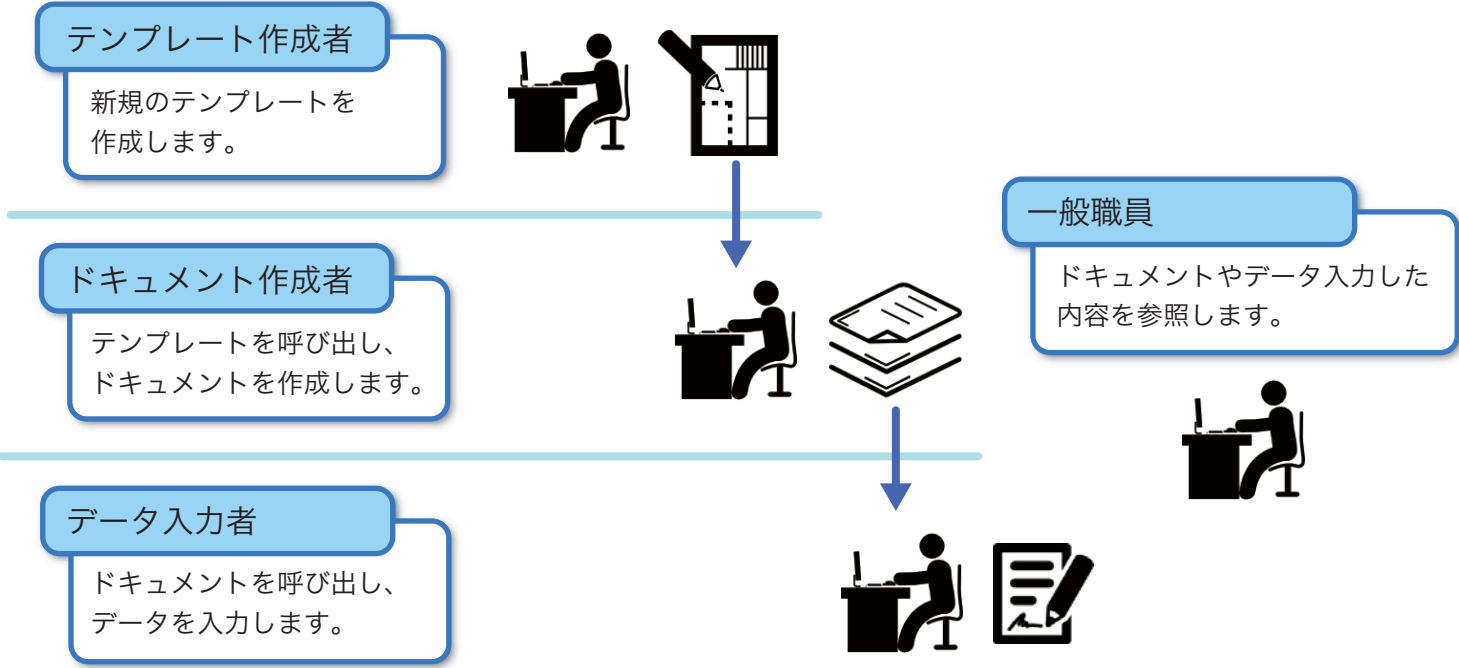 テンプレート作成者
新規のテンプレートを
作成します。
一般職員
ドキュメントやデータ入力した
内容を参照します。
ドキュメント作成者
テンプレートを呼び出し、
ドキュメントを作成します。
データ入力者
ドキュメントを呼び出し、
データを入力します。